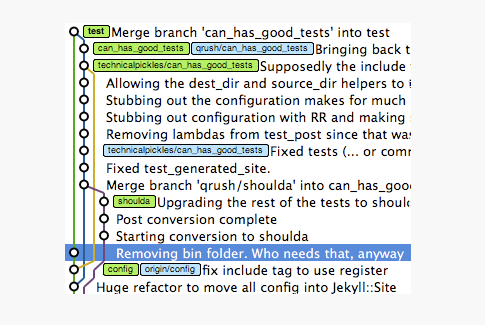 test Merge branch 'can_has_good_tests' into test
can_has_good_tests qrush/can_has_good_tests Bringing back t
technicalpickles/can_has_good_tests Supposedly the include
Allowing the dest_dir and source_dir helpers to
Stubbing out the configuration makes for much
Stubbing out configuration with RR and making
Removing lambdas from test_post since that was
technicalpickles/can_has_good_tests Fixed tests (... or comm
Fixed test_generated_site.
Merge branch 'qrush/shoulda' into can_has_goo
shoulda Upgrading the rest of the tests to should
Post conversion complete
Starting conversion to shoulda
Removing bin folder. Who needs that, anyway
config origin/config fix include tag to use register
Huge refactor to move all config into Jekyll::Site